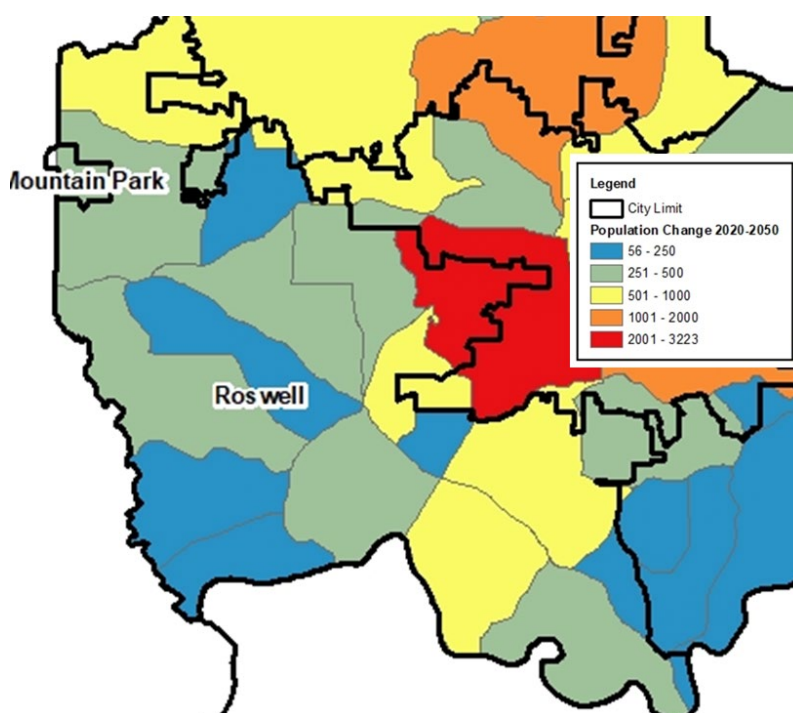 Mountain Park
Legend
City Limit
Population Change 2020-2050
56 - 250
251 - 500
501 - 1000
1001 - 2000
2001 - 3223
Roswell